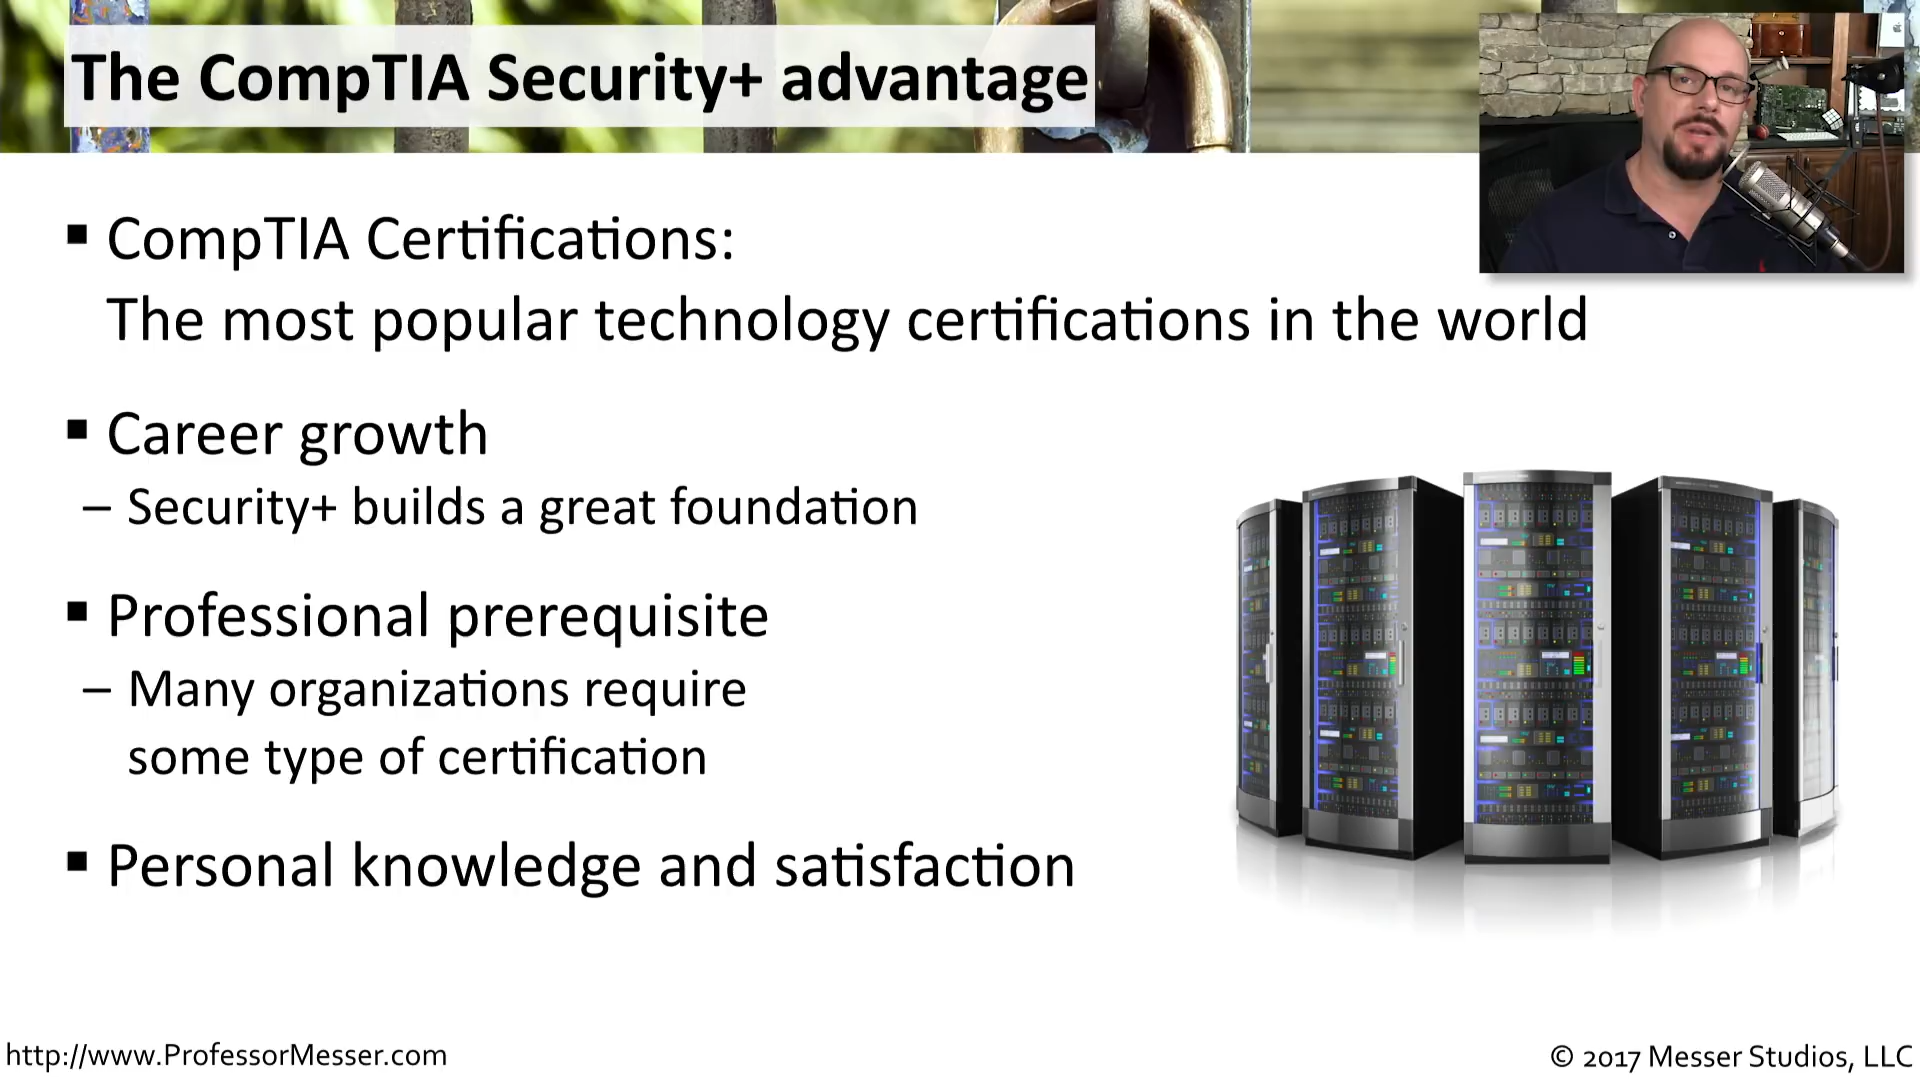 The CompTIA Security+ advantage
▪ CompTIA Certifications:
The most popular technology certifications in the world
▪ Career growth
– Security+ builds a great foundation
▪ Professional prerequisite
– Many organizations require
some type of certification
▪ Personal knowledge and satisfaction
http://www.ProfessorMesser.com
© 2017 Messer Studios, LLC